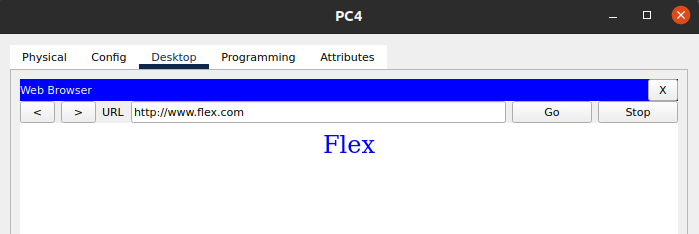 PC4
Physical Config Desktop Programming Attributes
Web Browser X
< > URL http://www.flex.com Go Stop
Flex